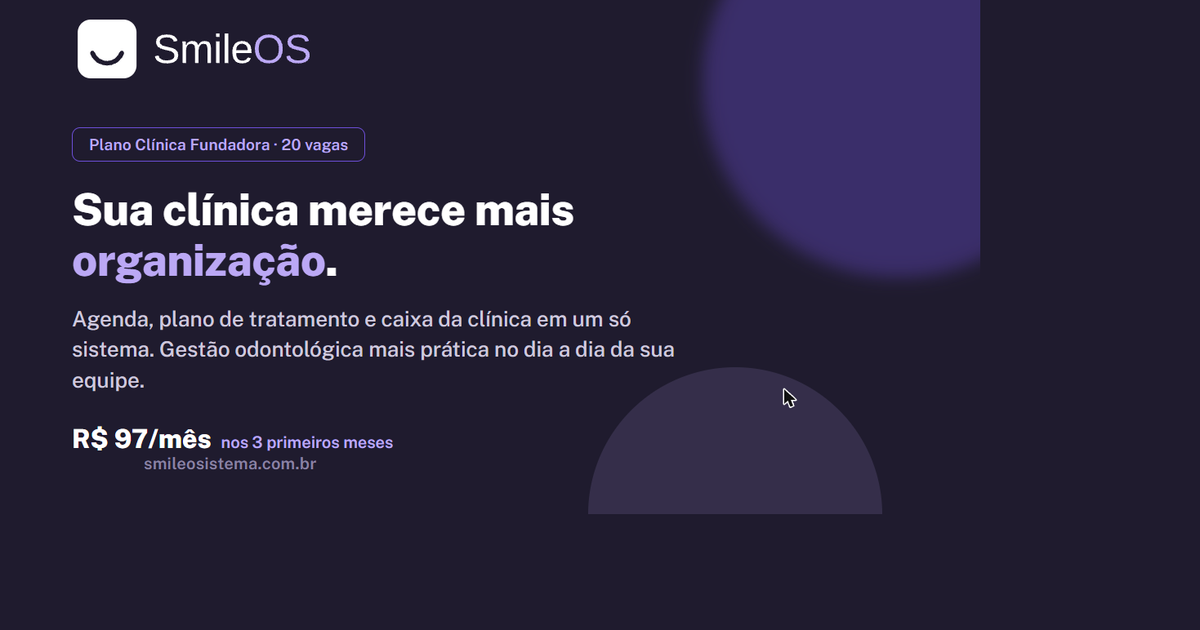 SmileOS
Plano Clínica Fundadora · 20 vagas
Sua clínica merece mais
organização.
Agenda, plano de tratamento e caixa da clínica em um só
sistema. Gestão odontológica mais prática no dia a dia da sua
equipe.
R$ 97/mês nos 3 primeiros meses
smileosistema.com.br